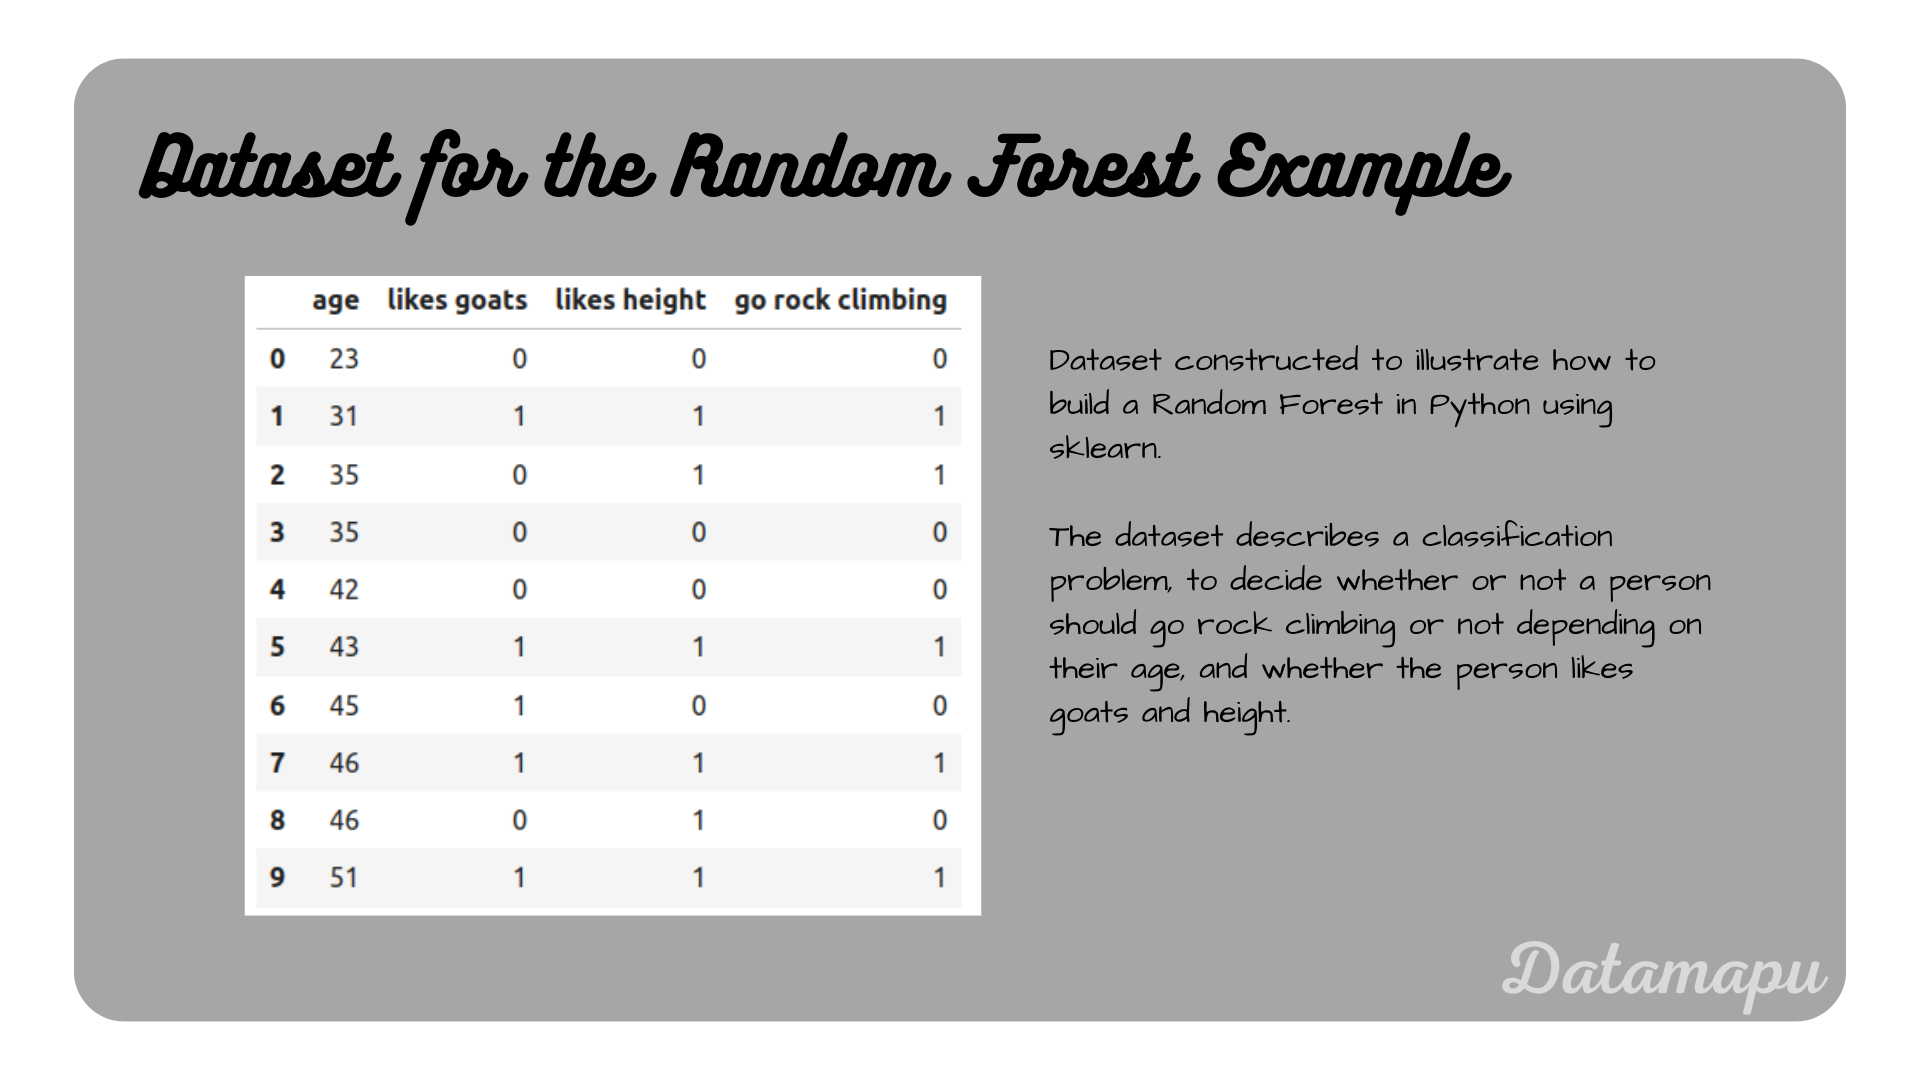 Dataset for the Random Forest Example
age likes goats likes height go rock climbing
0 23 0 0 0
1 31 1 1 1
2 35 0 1 1
3 35 0 0 0
4 42 0 0 0
5 43 1 1 1
6 45 1 0 0
7 46 1 1 1
8 46 0 1 0
9 51 1 1 1
Dataset constructed to illustrate how to
build a Random Forest in Python using
sklearn.
The dataset describes a classification
problem, to decide whether or not a person
should go rock climbing or not depending on
their age, and whether the person likes
goats and height.
Datamapu